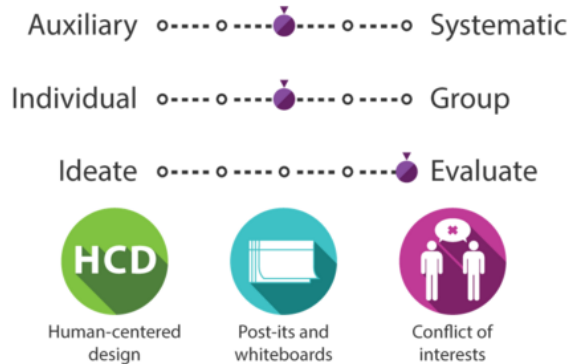 Auxiliary Systematic
Individual Group
Ideate Evaluate
HCD
Human-centered
design
Post-its and
whiteboards
Conflict of
interests